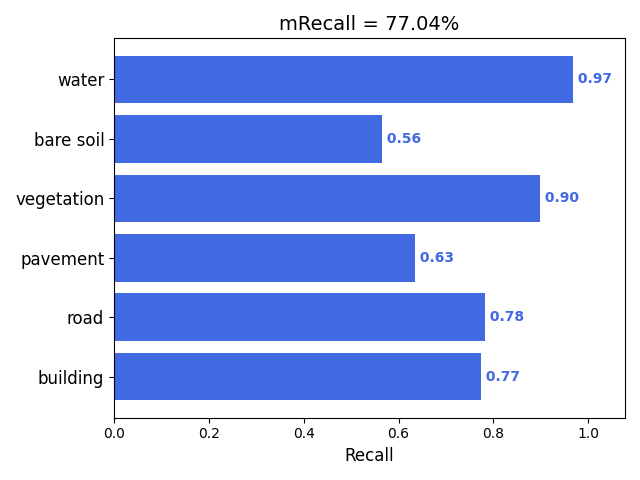 mRecall = 77.04%
water 0.97
bare soil 0.56
vegetation 0.90
pavement 0.63
road 0.78
building 0.77
0.0 0.2 0.4 0.6 0.8 1.0
Recall